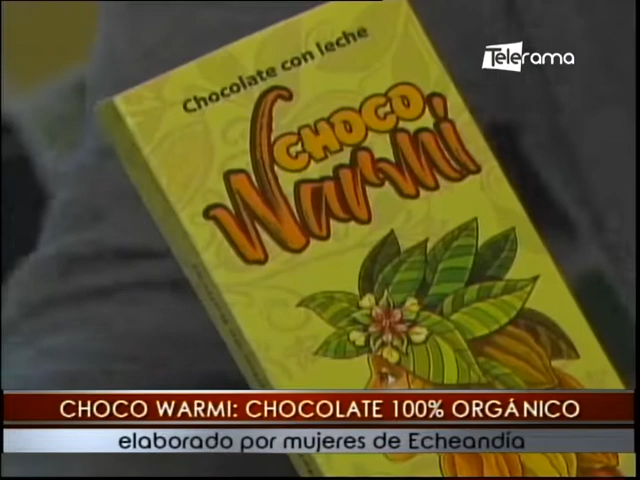 Telerama
Chocolate con leche
CHOCO
Warmi
CHOCO WARMI: CHOCOLATE 100% ORGÁNICO
elaborado por mujeres de Echeandía